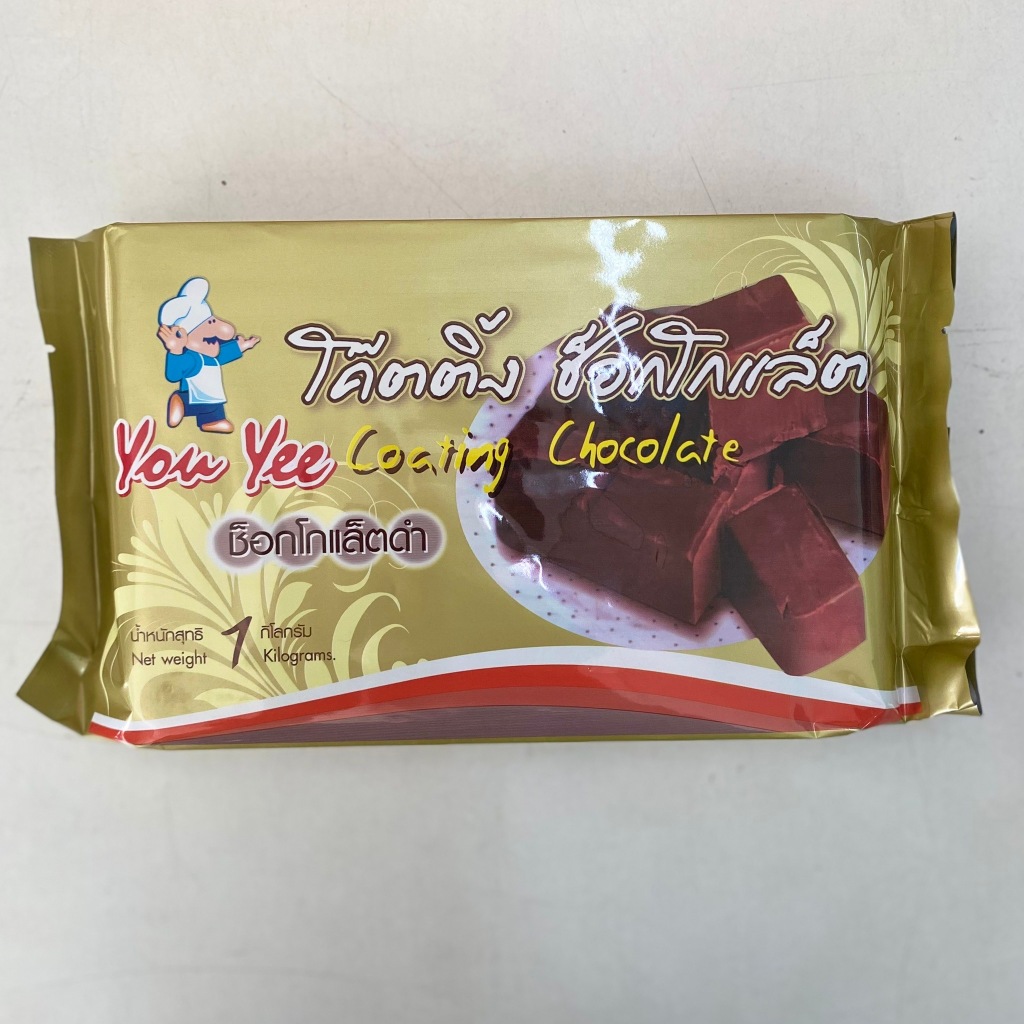 โค๊ตติ้ง ช็อกโกแล็ต
You Yee Coating Chocolate
ช็อกโกแล็ตดำ
น้ำหนักสุทธิ 1 กิโลกรัม
Net weight Kilograms.